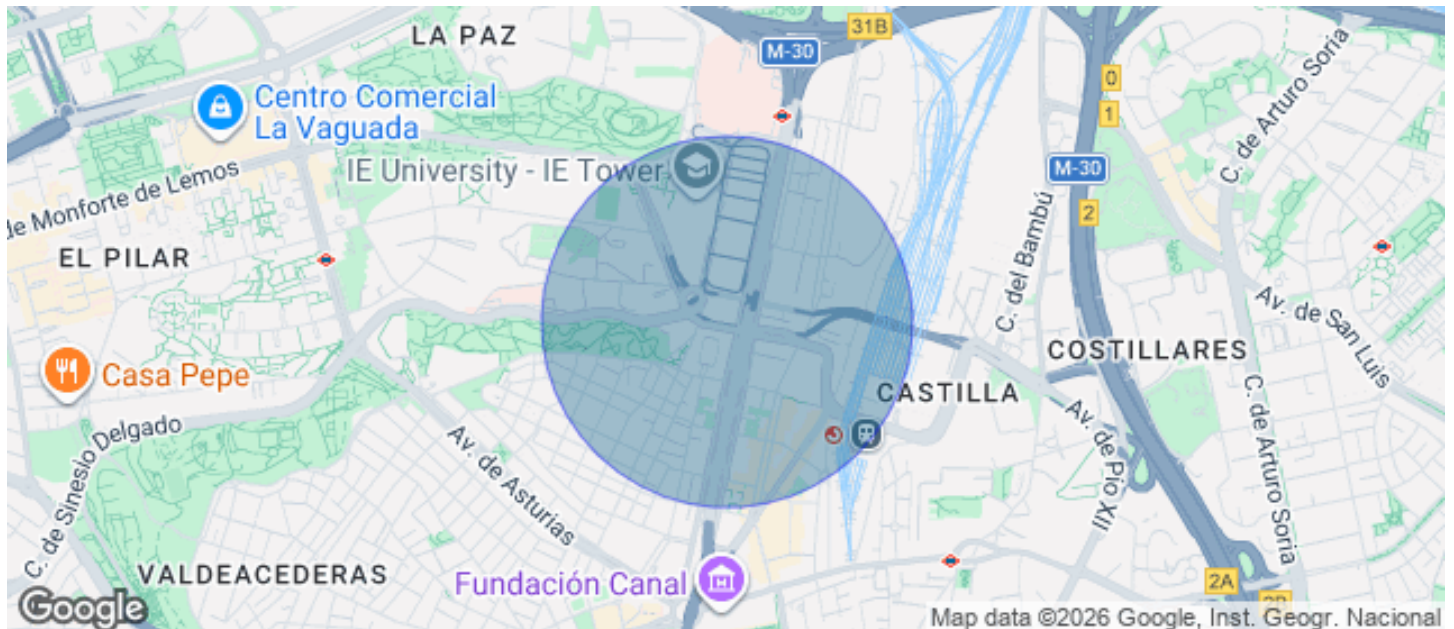 LA PAZ
31B
M-30
Centro Comercial
La Vaguada
0
1
C. de Arturo Soria
IE University - IE Tower
M-30
2
de Monforte de Lemos
EL PILAR
C. del Bambú
Av. de San Luis
COSTILLARES
Casa Pepe
CASTILLA
C. de Sinesio Delgado
Av. de Asturias
Av. de Pío XII
C. de Arturo Soria
VALDEACEDERAS
Fundación Canal
2A
2B
Google
Map data ©2026 Google, Inst. Geogr. Nacional